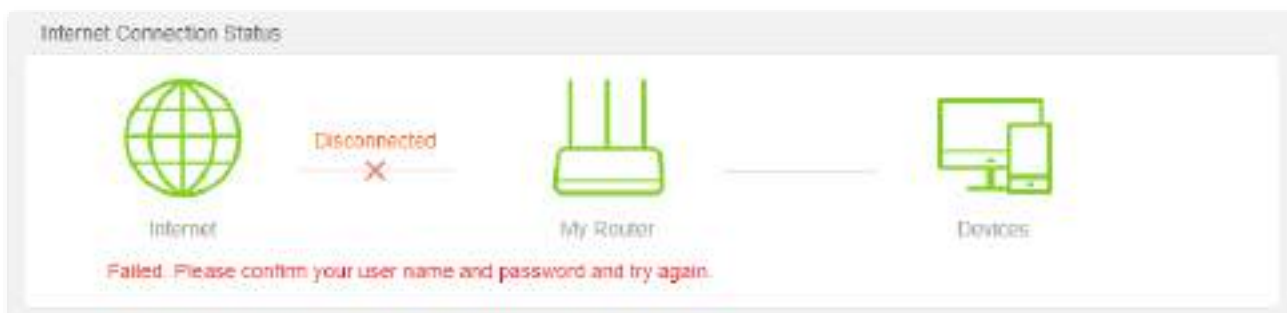 Internet Connection Status
Disconnected
Internet
My Router
Devices
Failed. Please confirm your user name and password and try again.